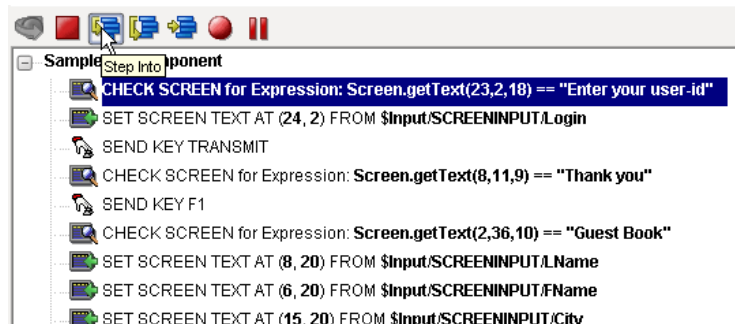 Sample
ponent
Step Into
CHECK SCREEN for Expression: Screen.getText(23,2,18) == "Enter your user-id"
SET SCREEN TEXT AT (24, 2) FROM $Input/SCREENINPUT/Login
SEND KEY TRANSMIT
CHECK SCREEN for Expression: Screen.getText(8,11,9) == "Thank you"
SEND KEY F1
CHECK SCREEN for Expression: Screen.getText(2,36,10) == "Guest Book"
SET SCREEN TEXT AT (8, 20) FROM $Input/SCREENINPUT/LName
SET SCREEN TEXT AT (6, 20) FROM $Input/SCREENINPUT/FName
SET SCREEN TEXT AT (15, 20) FROM $Input/SCREENINPUT/City